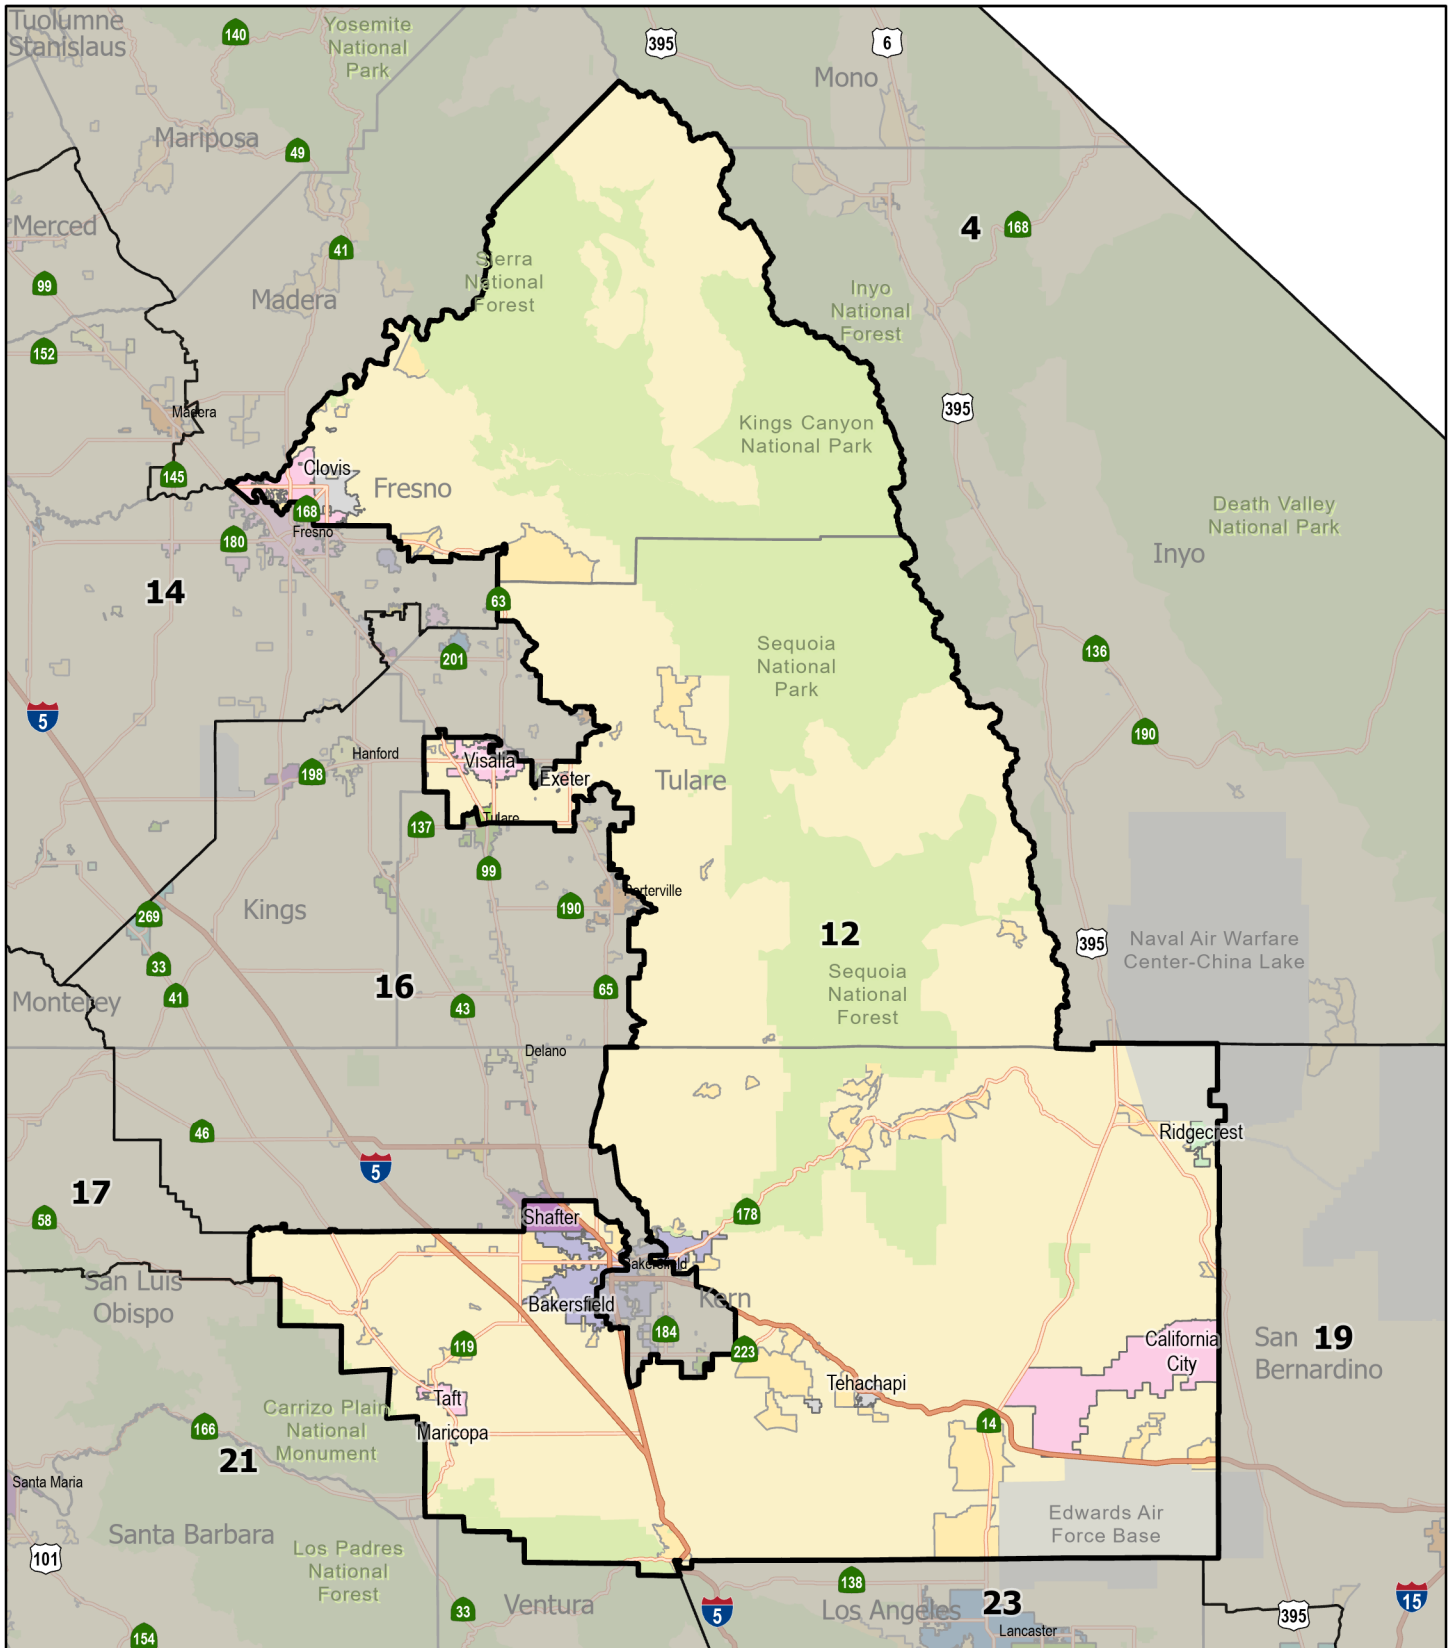 Tuolumne
Stanislaus
140
Yosemite
National
Park
395
6
Mono
Mariposa
49
Merced
99
41
Madera
152
Sierra
National
Forest
4
168
Inyo
National
Forest
395
Madera
145
Clovis
Fresno
168
Fresno
180
Kings Canyon
National Park
Death Valley
National Park
Inyo
14
63
201
Sequoia
National
Park
136
5
190
Hanford
198
Visalia
Exeter
Tulare
137
Tulare
99
Porterville
190
269
Kings
33
41
Monterey
16
43
65
12
395
Naval Air Warfare
Center-China Lake
Sequoia
National
Forest
Delano
46
5
Ridgecrest
17
58
Shafter
178
Bakersfield
Kern
San Luis
Obispo
Bakersfield
184
223
119
California
City
San
Bernardino
19
Taft
Maricopa
Tehachapi
14
Carrizo Plain
National
Monument
166
21
Santa Maria
Santa Barbara
Edwards Air
Force Base
101
Los Padres
National
Forest
138
33
Ventura
5
Los Angeles
23
Lancaster
395
15
154